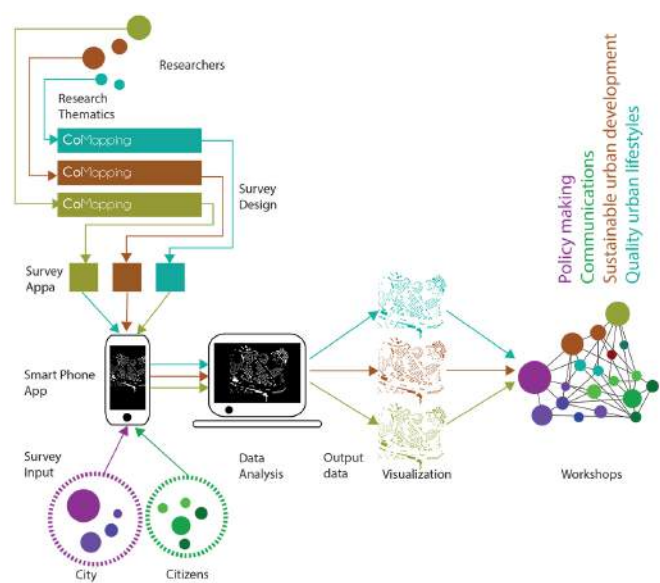 Researchers
Research
Thematics
CoMapping
CoMapping
CoMapping
Survey
Design
Survey
Appa
Smart Phone
App
Survey
Input
City
Citizens
Data
Analysis
Output
data
Visualization
Workshops
Policy making
Communications
Sustainable urban development
Quality urban lifestyles